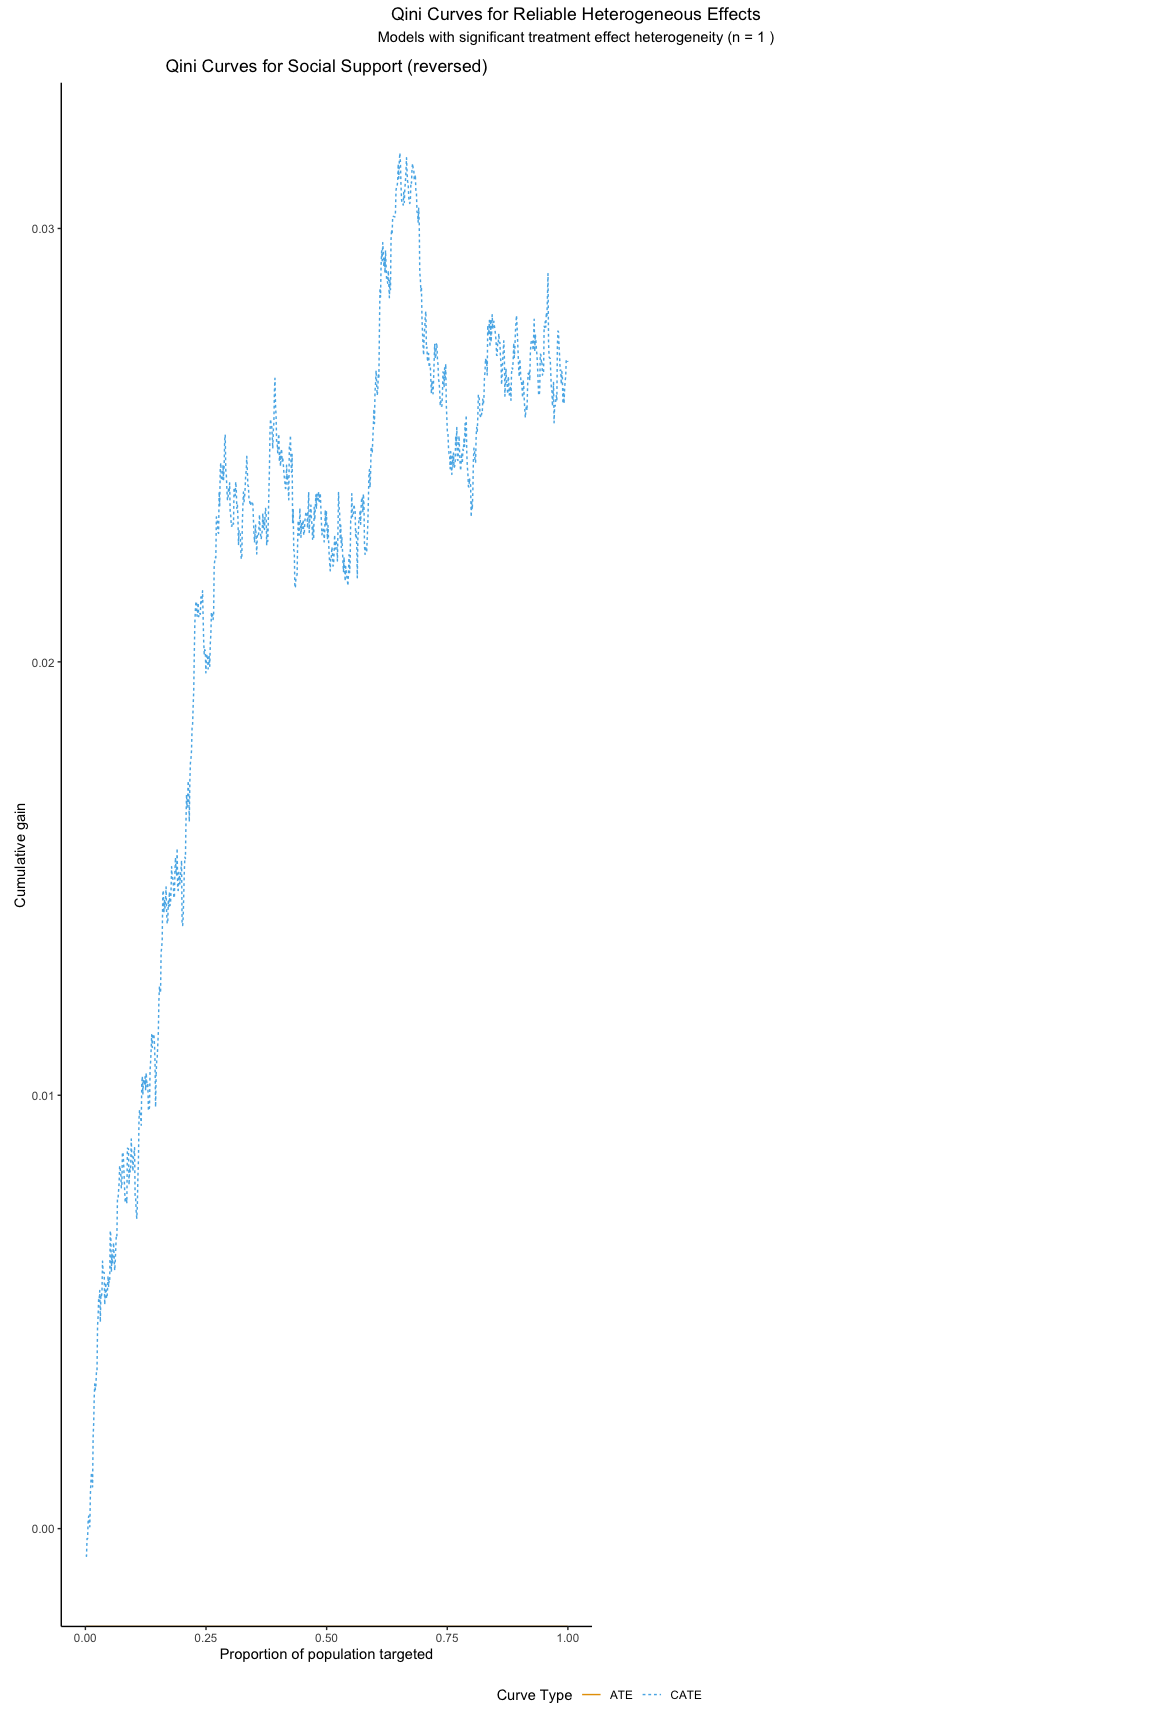 Qini Curves for Reliable Heterogeneous Effects
Models with significant treatment effect heterogeneity (n = 1 )
Qini Curves for Social Support (reversed)
Cumulative gain
0.03
0.02
0.01
0.00
0.00 0.25 0.50 0.75 1.00
Proportion of population targeted
Curve Type ATE CATE